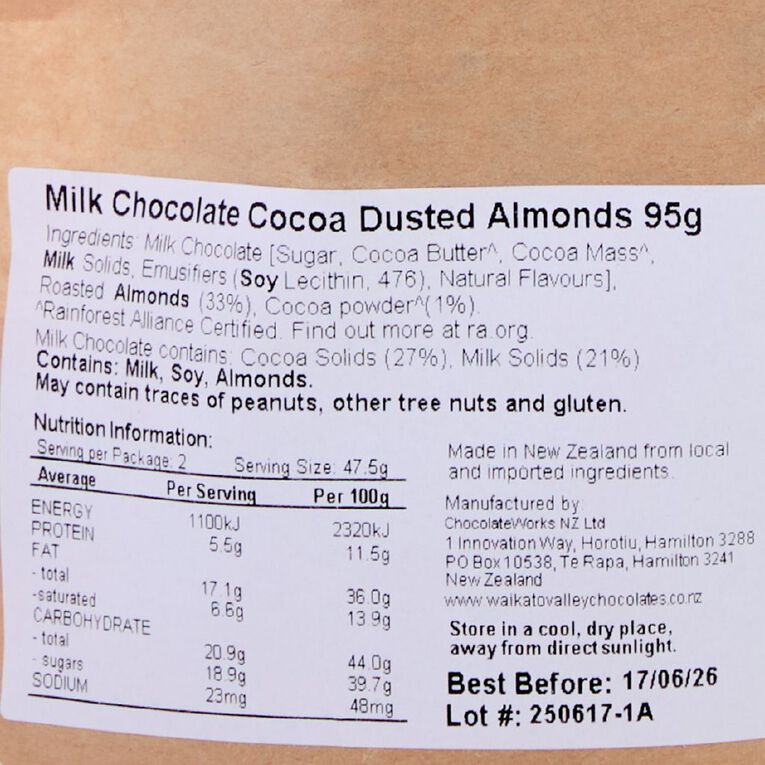 Milk Chocolate Cocoa Dusted Almonds 95g
Ingredients: Milk Chocolate [Sugar, Cocoa Butter^, Cocoa Mass^,
Milk Solids, Emusifiers (Soy Lecithin, 476), Natural Flavours],
Roasted Almonds (33%), Cocoa powder^(1%).
^Rainforest Alliance Certified. Find out more at ra.org.
Milk Chocolate contains: Cocoa Solids (27%), Milk Solids (21%)
Contains: Milk, Soy, Almonds.
May contain traces of peanuts, other tree nuts and gluten.
Nutrition Information:
Serving per Package: 2 Serving Size: 47.5g
Average Per Serving Per 100g
ENERGY 1100kJ 2320kJ
PROTEIN 5.5g 11.5g
FAT
- total 17.1g 36.0g
-saturated 6.6g 13.9g
CARBOHYDRATE
- total 20.9g 44.0g
- sugars 18.9g 39.7g
SODIUM 23mg 48mg
Made in New Zealand from local
and imported ingredients.
Manufactured by:
ChocolateWorks NZ Ltd
1 Innovation Way, Horotiu, Hamilton 3288
PO Box 10538, Te Rapa, Hamilton 3241
New Zealand
www.waikatovalleychocolates.co.nz
Store in a cool, dry place,
away from direct sunlight.
Best Before: 17/06/26
Lot #: 250617-1A